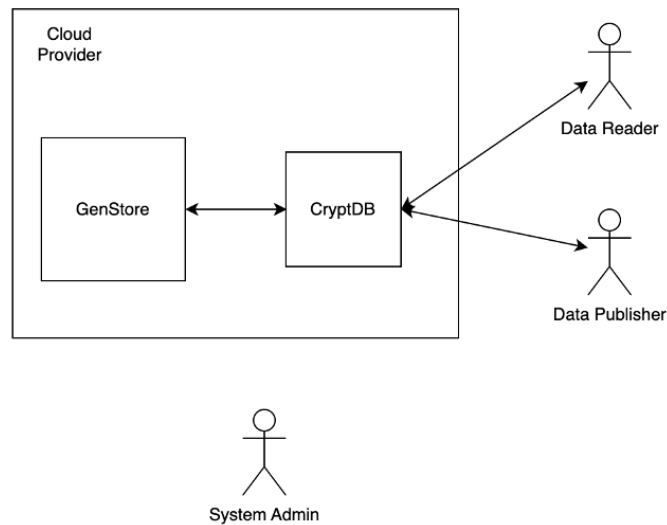 Cloud
Provider
GenStore
CryptDB
Data Reader
Data Publisher
System Admin